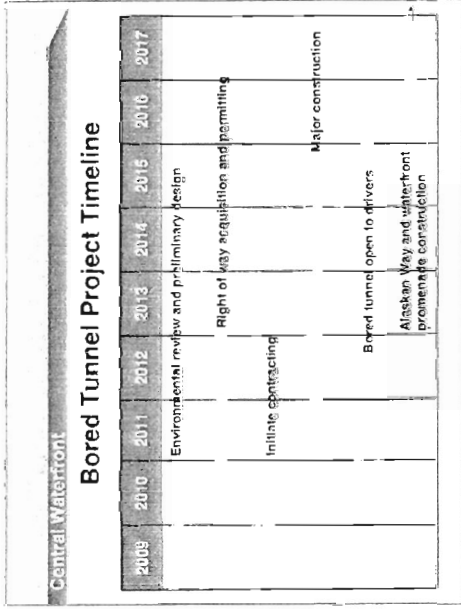 Central Waterfront
Bored Tunnel Project Timeline
2009 2010 2011 2012 2013 2014 2015 2016 2017
Environmental review and preliminary design
Right of way acquisition and permitting
Initiate contracting
Major construction
Bored tunnel open to drivers
Alaskan Way and waterfront
promenade construction